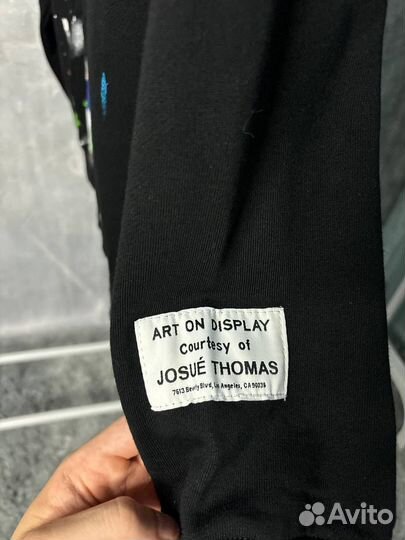 ART ON DISPLAY
Courtesy of
JOSUÉ THOMAS
7613 Beverly Blvd, Los Angeles, CA 90036
Avito